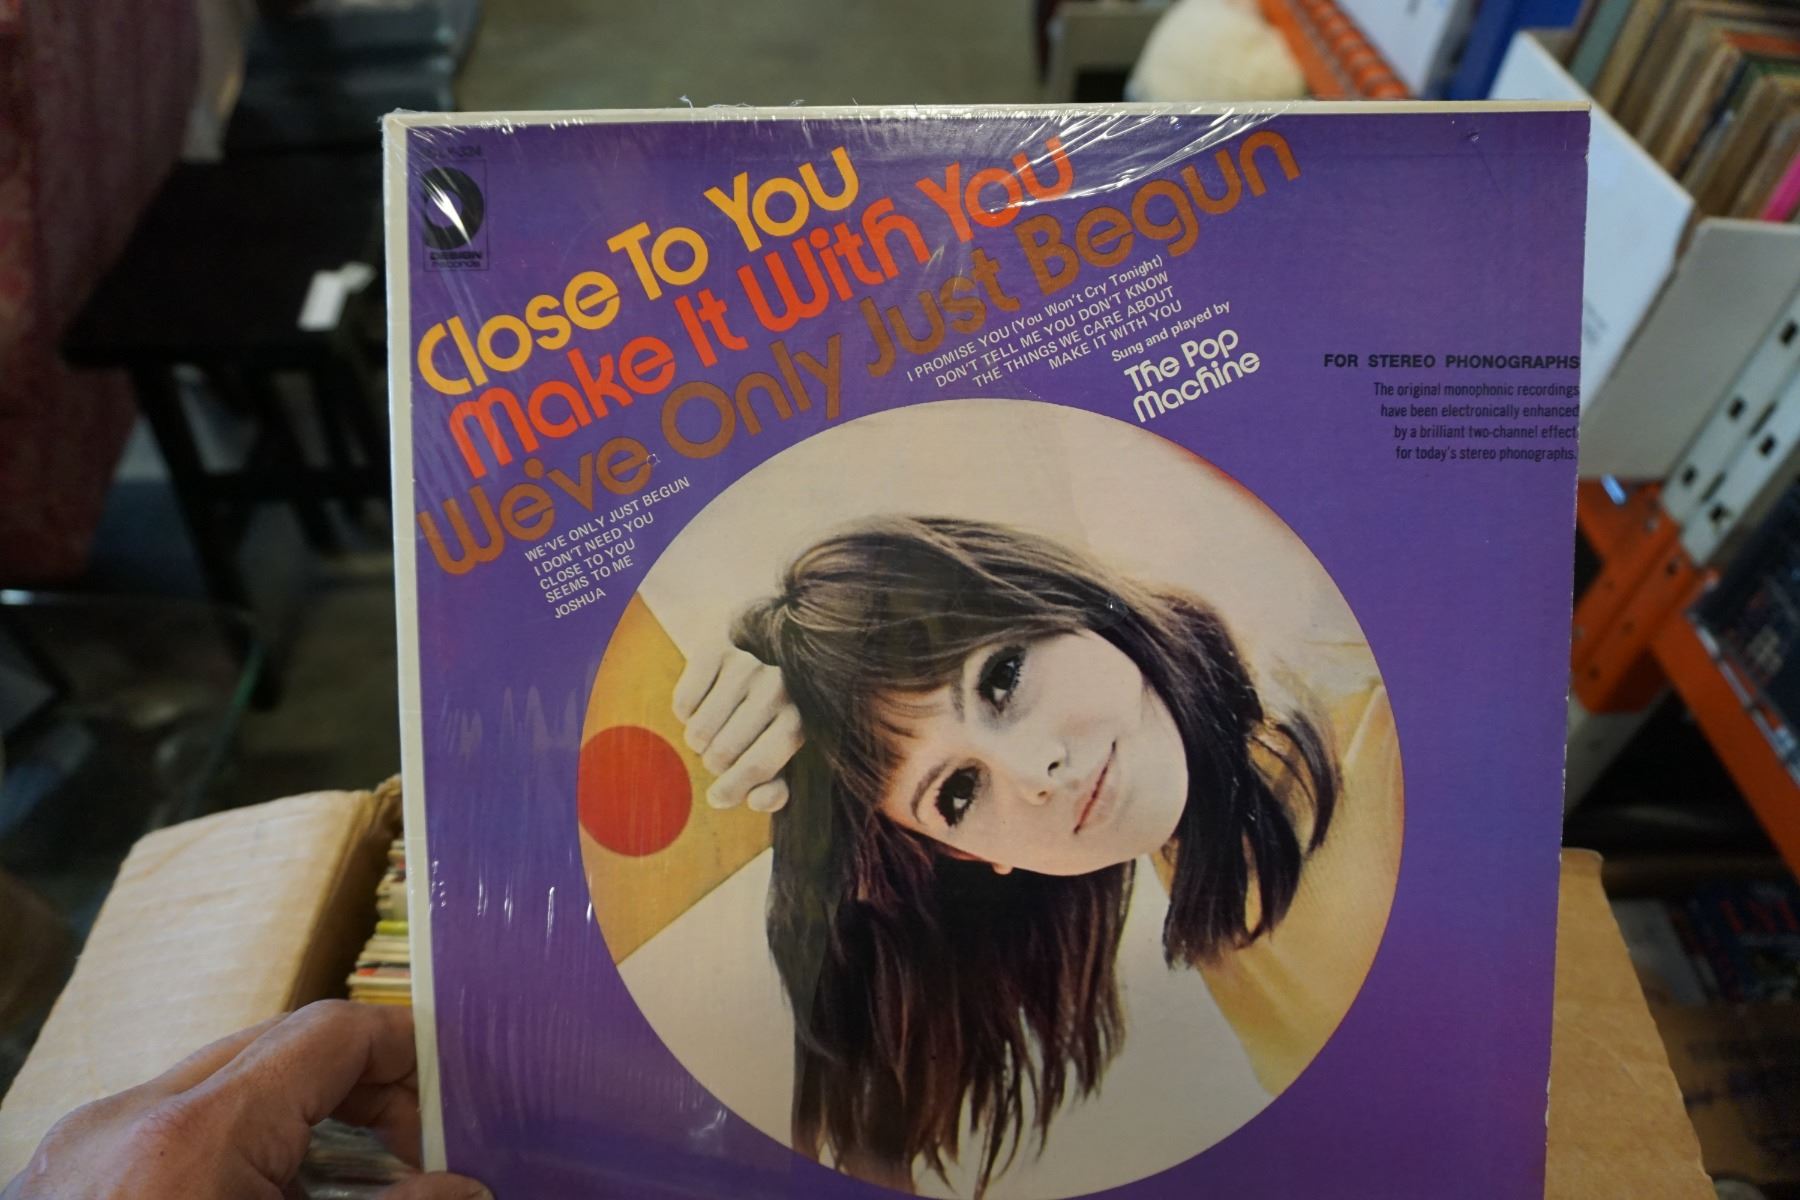 DESIGN
records
Close To You
Make It With You
We've Only Just Begun
I PROMISE YOU (You Won't Cry Tonight)
DON'T TELL ME YOU DON'T KNOW
THE THINGS WE CARE ABOUT
MAKE IT WITH YOU
Sung and played by
The Pop
Machine
FOR STEREO PHONOGRAPHS
The original monophonic recordings
have been electronically enhanced
by a brilliant two-channel effect
for today's stereo phonographs.
WE'VE ONLY JUST BEGUN
I DON'T NEED YOU
CLOSE TO YOU
SEEMS TO ME
JOSHUA